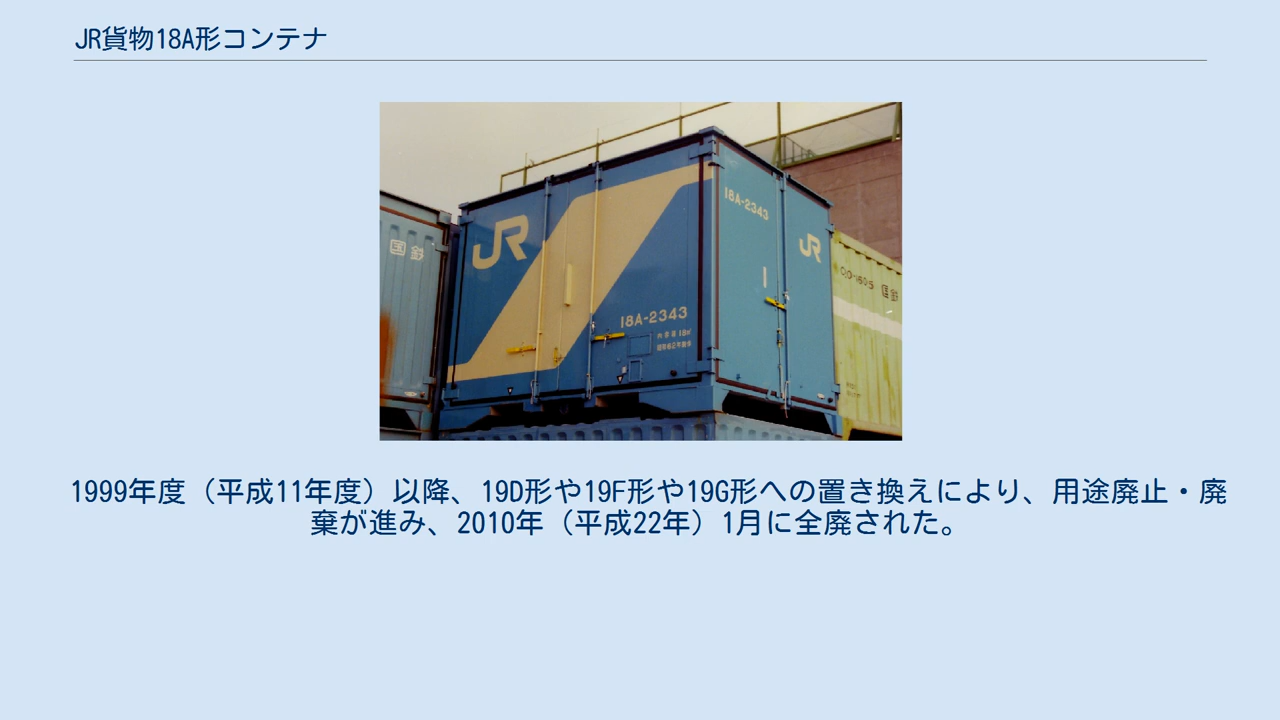 JR貨物18A形コンテナ
国鉄
JR
18A-2343
18A-2343
JR
国鉄
1999年度（平成11年度）以降、19D形や19F形や19G形への置き換えにより、用途廃止・廃
棄が進み、2010年（平成22年）1月に全廃された。